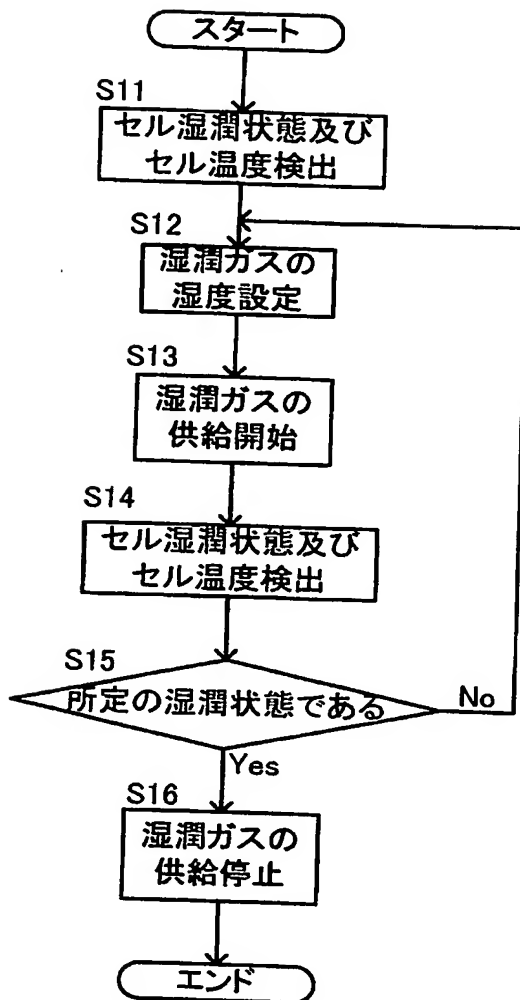 スタート
S11
セル湿潤状態及び
セル温度検出
S12
湿潤ガスの
湿度設定
S13
湿潤ガスの
供給開始
S14
セル湿潤状態及び
セル温度検出
S15
所定の湿潤状態である
No
Yes
S16
湿潤ガスの
供給停止
エンド